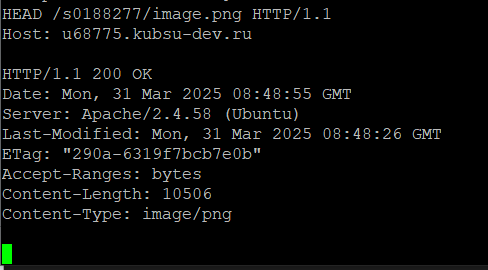 HEAD /s0188277/image.png HTTP/1.1
Host: u68775.kubsu-dev.ru
HTTP/1.1 200 OK
Date: Mon, 31 Mar 2025 08:48:55 GMT
Server: Apache/2.4.58 (Ubuntu)
Last-Modified: Mon, 31 Mar 2025 08:48:26 GMT
ETag: "290a-6319f7bcb7e0b"
Accept-Ranges: bytes
Content-Length: 10506
Content-Type: image/png